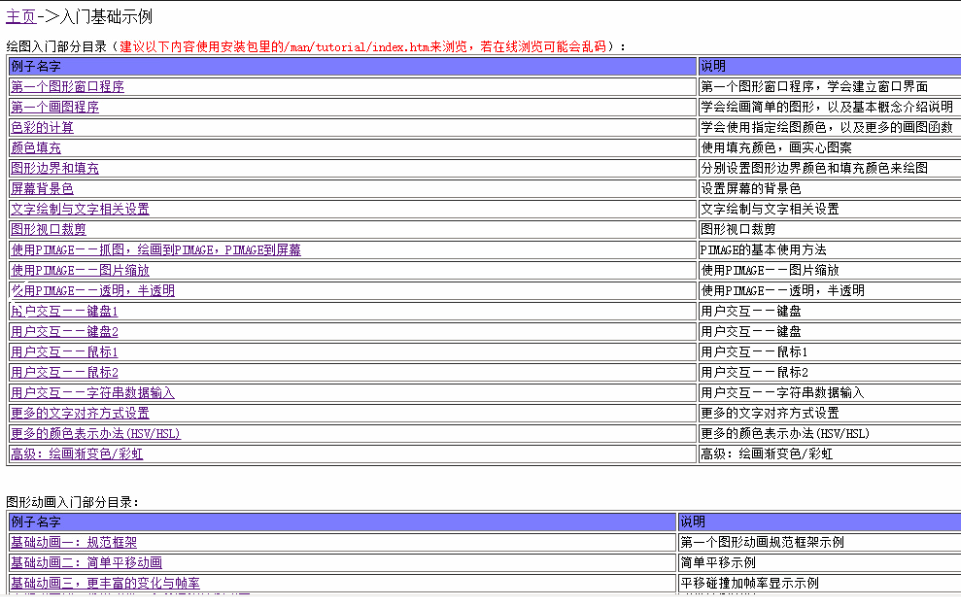 主页->入门基础示例
绘图入门部分目录（建议以下内容使用安装包里的/man/tutorial/index.htm来浏览，若在线浏览可能会乱码）：
例子名字 说明
第一个图形窗口程序 第一个图形窗口程序，学会建立窗口界面
第一个画图程序 学会绘画简单的图形，以及基本概念介绍说明
色彩的计算 学会使用指定绘图颜色，以及更多的画图函数
颜色填充 使用填充颜色，画实心图案
图形边界和填充 分别设置图形边界颜色和填充颜色来绘图
屏幕背景色 设置屏幕的背景色
文字绘制与文字相关设置 文字绘制与文字相关设置
图形视口裁剪 图形视口裁剪
使用PIMAGE——抓图，绘画到PIMAGE，PIMAGE到屏幕 PIMAGE的基本使用方法
使用PIMAGE——图片缩放 使用PIMAGE——图片缩放
使用PIMAGE——透明，半透明 使用PIMAGE——透明，半透明
用户交互——键盘1 用户交互——键盘
用户交互——键盘2 用户交互——键盘
用户交互——鼠标1 用户交互——鼠标1
用户交互——鼠标2 用户交互——鼠标2
用户交互——字符串数据输入 用户交互——字符串数据输入
更多的文字对齐方式设置 更多的文字对齐方式设置
更多的颜色表示办法(HSV/HSL) 更多的颜色表示办法(HSV/HSL)
高级：绘画渐变色/彩虹 高级：绘画渐变色/彩虹
图形动画入门部分目录：
例子名字 说明
基础动画一：规范框架 第一个图形动画规范框架示例
基础动画二：简单平移动画 简单平移示例
基础动画三，更丰富的变化与帧率 平移碰撞加帧率显示示例